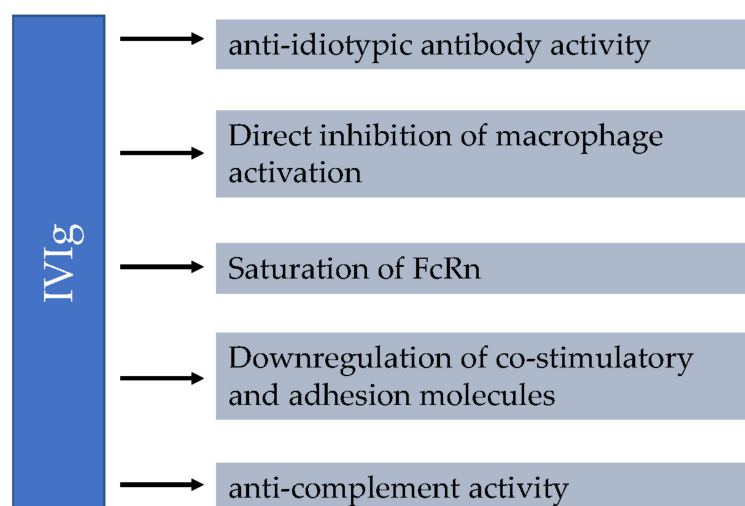 IVIg
anti-idiotypic antibody activity
Direct inhibition of macrophage
activation
Saturation of FcRn
Downregulation of co-stimulatory
and adhesion molecules
anti-complement activity